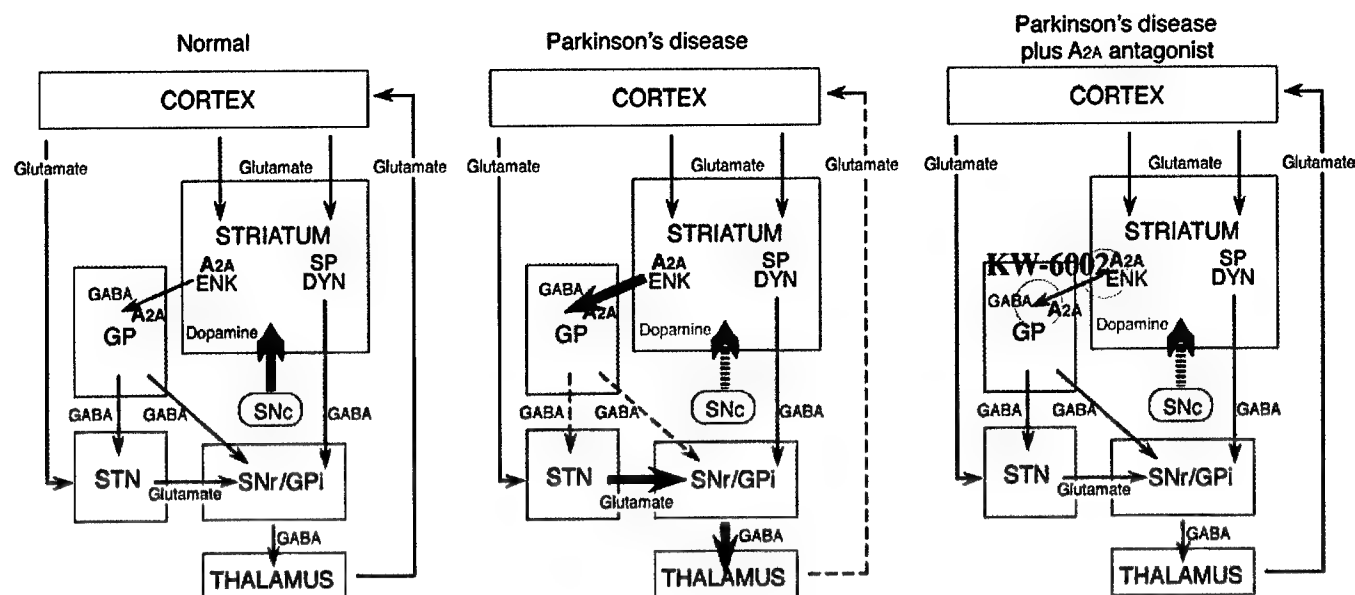 Normal
CORTEX
Glutamate
Glutamate
Glutamate
STRIATUM
A2A
ENK
SP
DYN
GABA
A2A
GP
Dopamine
SNc
GABA
GABA
GABA
STN
Glutamate
SNr/GPi
GABA
THALAMUS
Parkinson's disease
CORTEX
Glutamate
Glutamate
Glutamate
STRIATUM
A2A
ENK
SP
DYN
GABA
A2A
GP
Dopamine
SNc
GABA
GABA
GABA
STN
Glutamate
SNr/GPi
GABA
THALAMUS
Parkinson's disease
plus A2A antagonist
CORTEX
Glutamate
Glutamate
Glutamate
STRIATUM
KW-6002
A2A
ENK
SP
DYN
GABA
A2A
GP
Dopamine
SNc
GABA
GABA
GABA
STN
Glutamate
SNr/GPi
GABA
THALAMUS